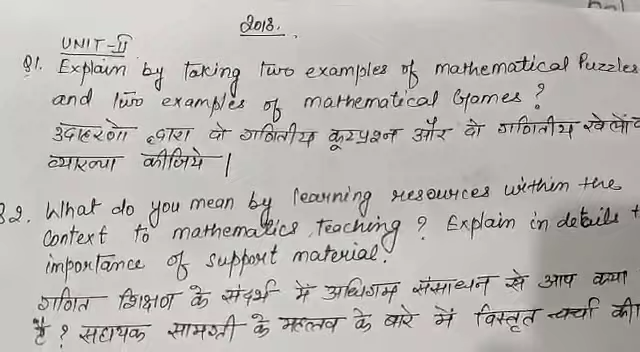 2018.
UNIT-II
Q1. Explain by taking two examples of mathematical Puzzles
and two examples of mathematical Games?
उदाहरणो द्वारा दो गणितीय कूटप्रश्न और दो गणितीय खेलों
व्याख्या कीजिये |
2. What do you mean by learning resources within the
Context to mathematics teaching? Explain in details
importance of support material.
गणित शिक्षण के संदर्भ में अधिगम संसाधन से आप क्या
है? सहायक सामग्री के महत्व के बारे में विस्तृत चर्चा की